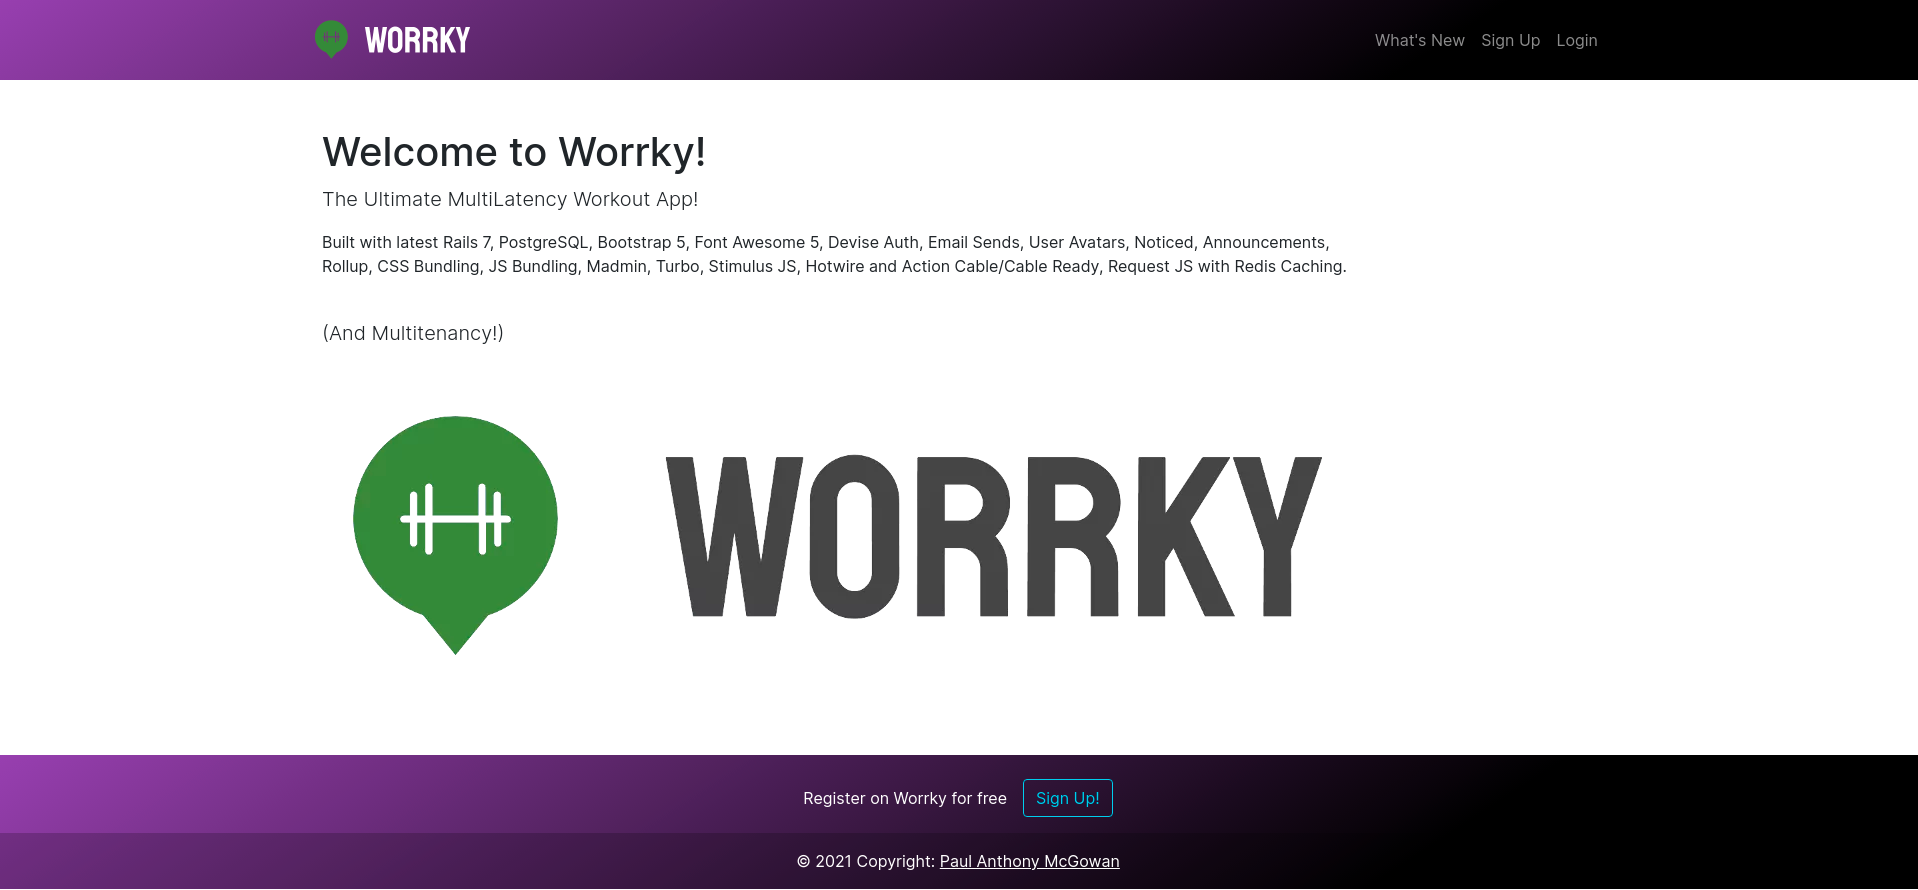 WORRKY
What's New Sign Up Login
Welcome to Worrky!
The Ultimate MultiLatency Workout App!
Built with latest Rails 7, PostgreSQL, Bootstrap 5, Font Awesome 5, Devise Auth, Email Sends, User Avatars, Noticed, Announcements,
Rollup, CSS Bundling, JS Bundling, Madmin, Turbo, Stimulus JS, Hotwire and Action Cable/Cable Ready, Request JS with Redis Caching.
(And Multitenancy!)
WORRKY
Register on Worrky for free Sign Up!
© 2021 Copyright: Paul Anthony McGowan